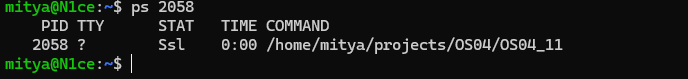 mitya@N1ce:~$ ps 2058
    PID TTY      STAT   TIME COMMAND
   2058 ?        Ssl    0:00 /home/mitya/projects/OS04/OS04_11
mitya@N1ce:~$